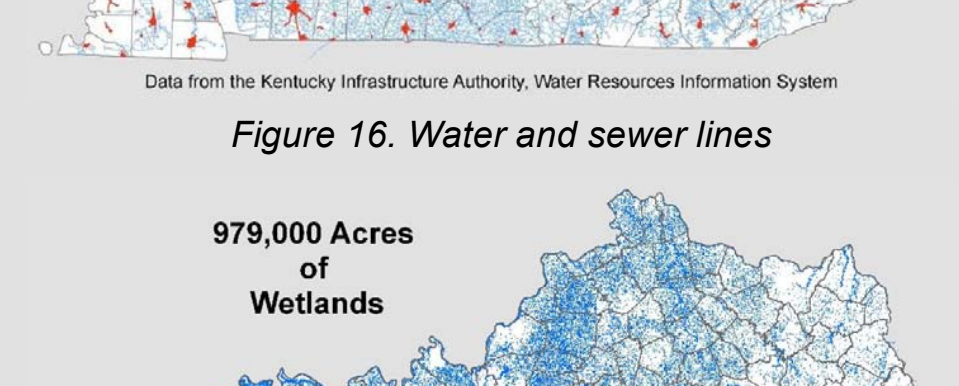 Data from the Kentucky Infrastructure Authority, Water Resources Information System
Figure 16. Water and sewer lines
979,000 Acres
of
Wetlands